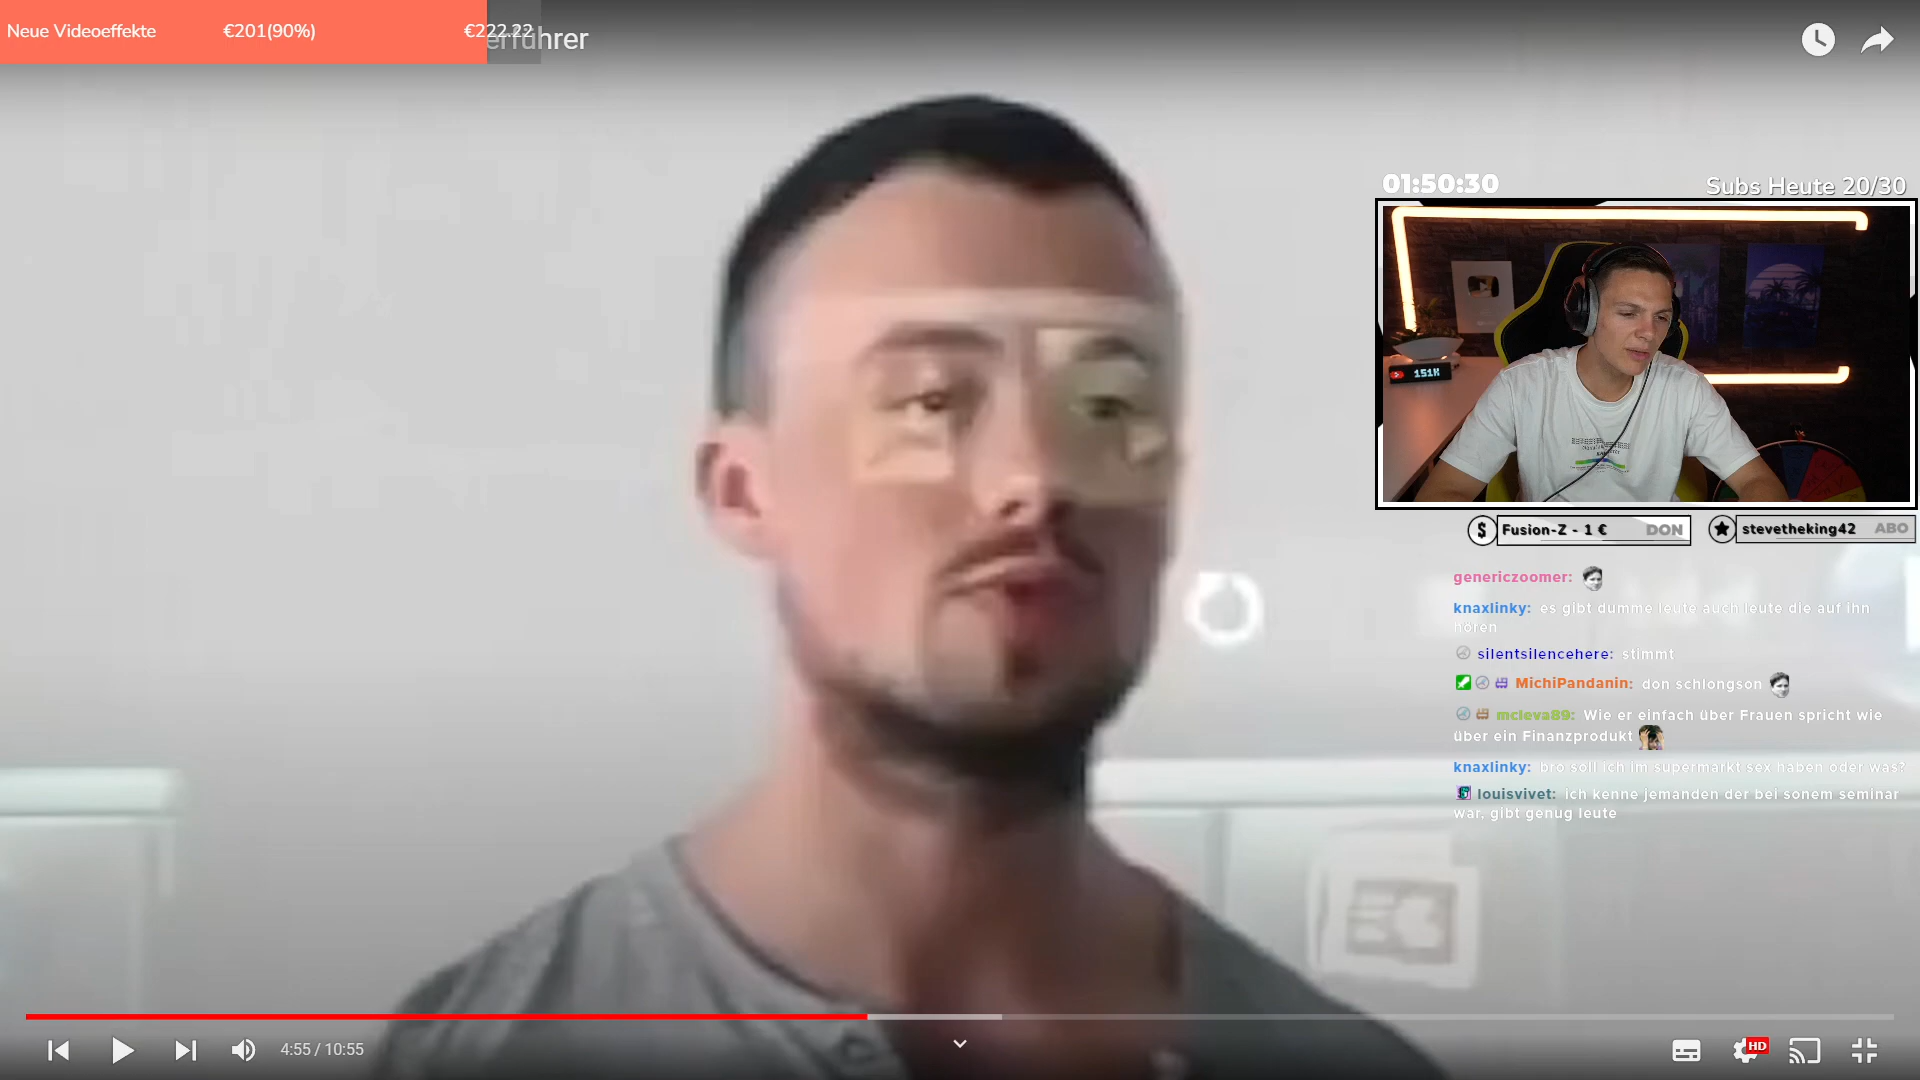 Neue Videoeffekte €201(90%) €222.22
erführer
01:50:30
Subs Heute 20/30
151K
$ Fusion-Z - 1 € DON
stevetheking42 ABO
genericzoomer:
knaxlinky: es gibt dumme leute auch leute die auf ihn
hören
silentsilencehere: stimmt
MichiPandanin: don schlongson
mcleva89: Wie er einfach über Frauen spricht wie
über ein Finanzprodukt
knaxlinky: bro soll ich im supermarkt sex haben oder was?
louisvivet: ich kenne jemanden der bei sonem seminar
war, gibt genug leute
4:55 / 10:55
HD